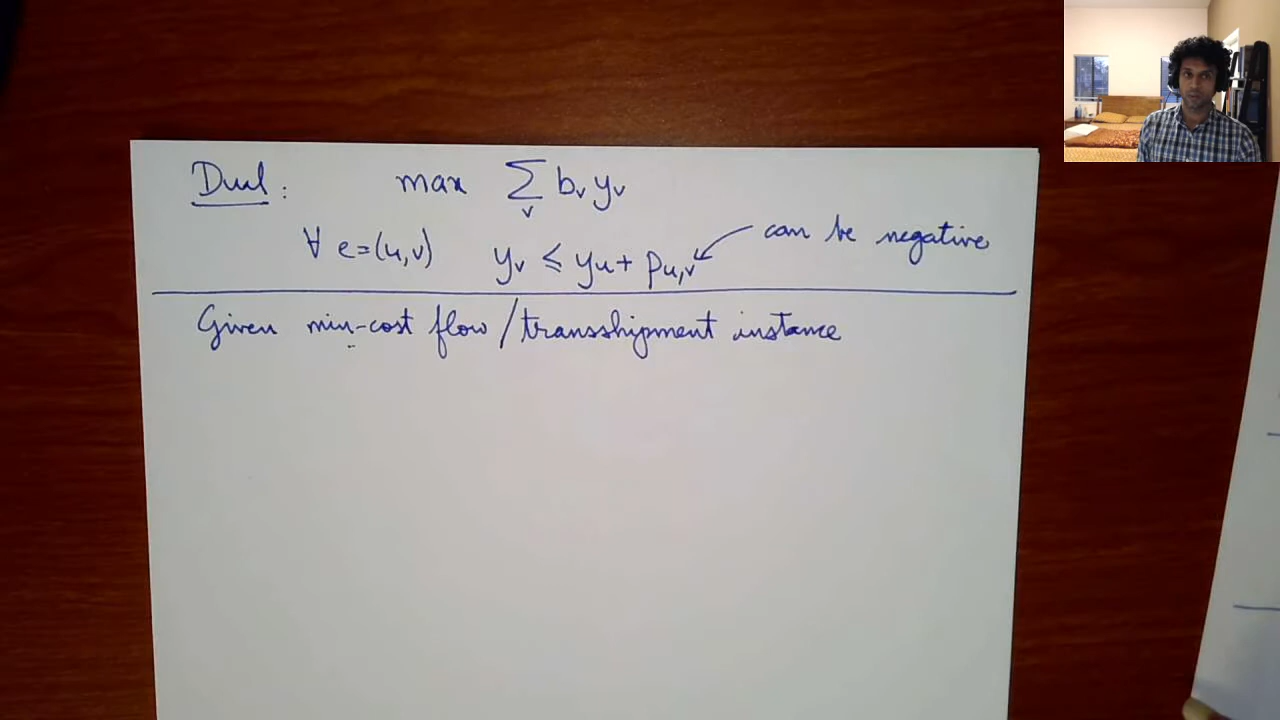 Dual: max ∑_v b_v y_v
∀ e=(u,v) y_v ≤ y_u + p_{u,v} can be negative
Given min-cost flow/transshipment instance